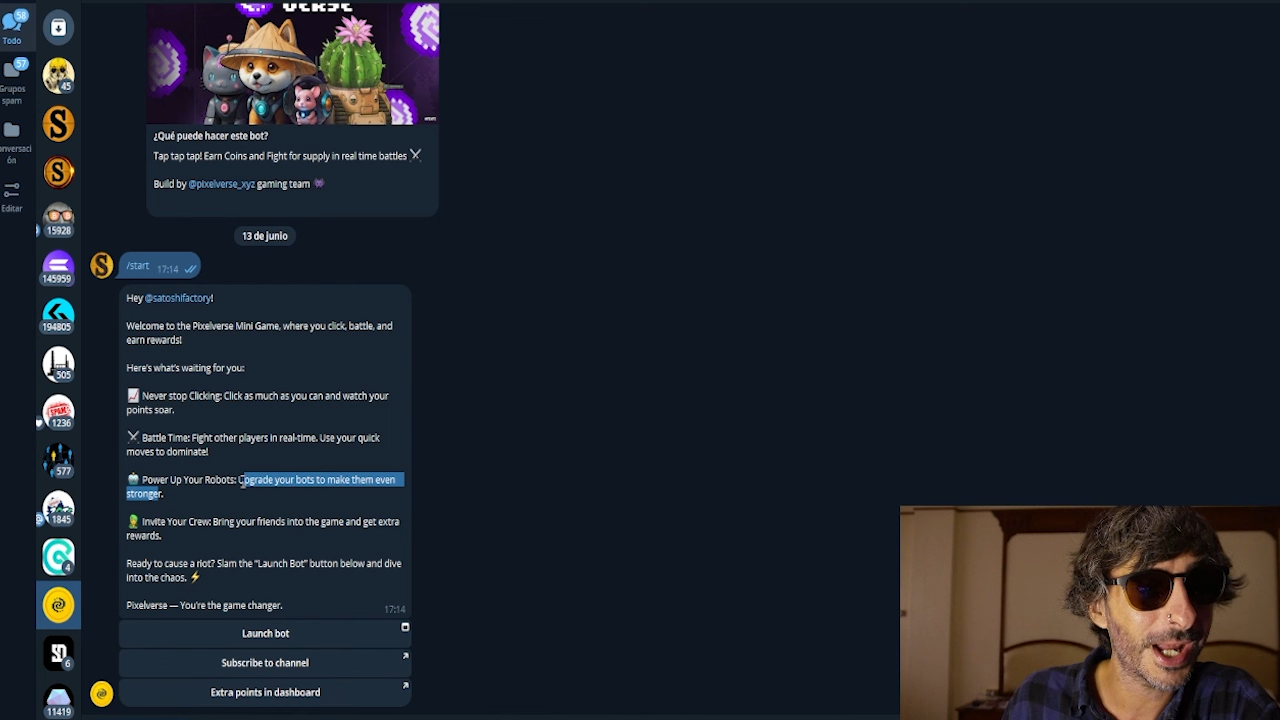 58
Todo
57
Grupos
spam
Editar
45
S
S
15928
145959
194805
505
SPAM
1236
577
1845
4
6
11419
¿Qué puede hacer este bot?
Tap tap tap! Earn Coins and Fight for supply in real time battles ⚔
Build by @pixelverse_xyz gaming team 👾
13 de junio
S
/start 17:14
Hey @satoshifactory!
Welcome to the Pixelverse Mini Game, where you click, battle, and
earn rewards!
Here's what's waiting for you:
📈 Never stop Clicking: Click as much as you can and watch your
points soar.
⚔ Battle Time: Fight other players in real-time. Use your quick
moves to dominate!
🤖 Power Up Your Robots: Upgrade your bots to make them even
stronger.
🧟 Invite Your Crew: Bring your friends into the game and get extra
rewards.
Ready to cause a riot? Slam the "Launch Bot" button below and dive
into the chaos. ⚡
Pixelverse — You're the game changer.
17:14
Launch bot
Subscribe to channel
Extra points in dashboard